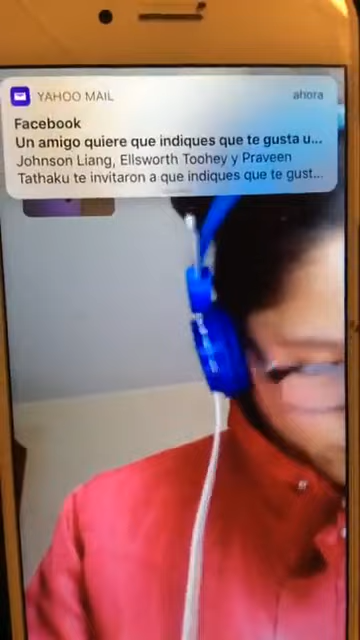 YAHOO MAIL
ahora
Facebook
Un amigo quiere que indiques que te gusta u...
Johnson Liang, Ellsworth Toohey y Praveen
Tathaku te invitaron a que indiques que te gust...